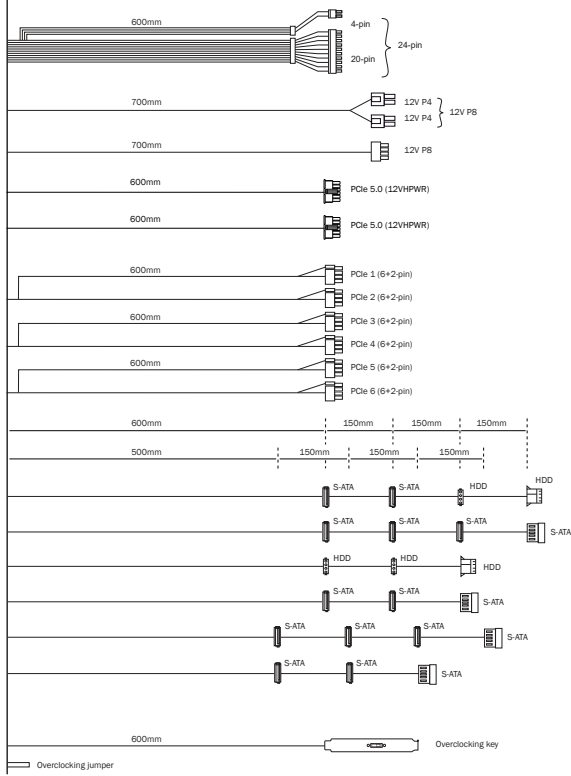 600mm
4-pin
24-pin
20-pin
700mm
12V P4
12V P8
12V P4
700mm
12V P8
600mm
PCIe 5.0 (12VHPWR)
600mm
PCIe 5.0 (12VHPWR)
600mm
PCIe 1 (6+2-pin)
PCIe 2 (6+2-pin)
600mm
PCIe 3 (6+2-pin)
PCIe 4 (6+2-pin)
600mm
PCIe 5 (6+2-pin)
PCIe 6 (6+2-pin)
600mm 150mm 150mm 150mm
500mm 150mm 150mm 150mm
S-ATA S-ATA HDD HDD
S-ATA S-ATA S-ATA S-ATA
HDD HDD HDD
S-ATA S-ATA S-ATA
S-ATA S-ATA S-ATA S-ATA
S-ATA S-ATA S-ATA
600mm Overclocking key
Overclocking jumper